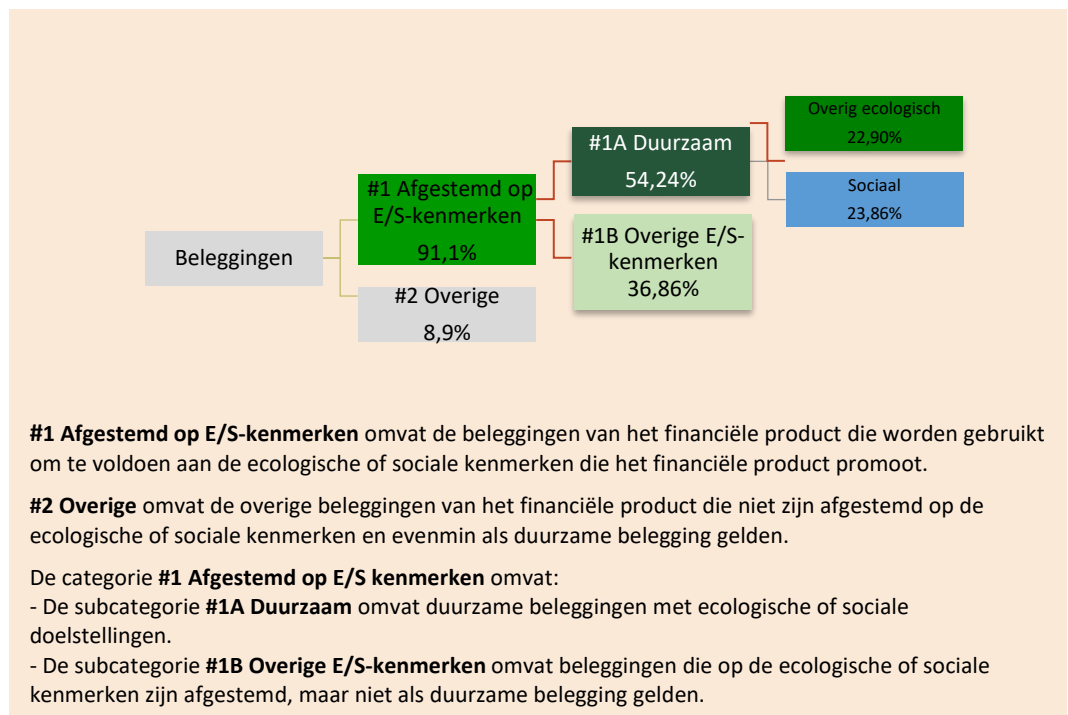 Overig ecologisch
22,90%
#1A Duurzaam
54,24%
Sociaal
23,86%
#1 Afgestemd op
E/S-kenmerken
91,1%
#1B Overige E/S-
kenmerken
36,86%
Beleggingen
#2 Overige
8,9%
#1 Afgestemd op E/S-kenmerken omvat de beleggingen van het financiële product die worden gebruikt
om te voldoen aan de ecologische of sociale kenmerken die het financiële product promoot.
#2 Overige omvat de overige beleggingen van het financiële product die niet zijn afgestemd op de
ecologische of sociale kenmerken en evenmin als duurzame belegging gelden.
De categorie #1 Afgestemd op E/S kenmerken omvat:
- De subcategorie #1A Duurzaam omvat duurzame beleggingen met ecologische of sociale
doelstellingen.
- De subcategorie #1B Overige E/S-kenmerken omvat beleggingen die op de ecologische of sociale
kenmerken zijn afgestemd, maar niet als duurzame belegging gelden.